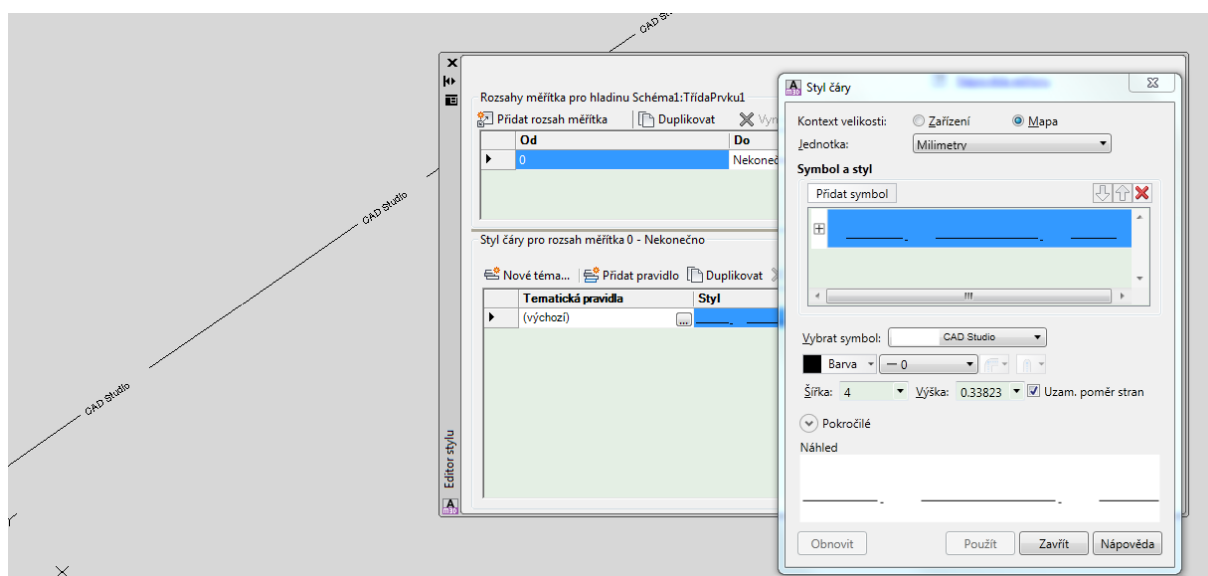 CAD Studio
CAD Studio
Rozsahy měřítka pro hladinu Schéma1:TřídaPrvku1
Přidat rozsah měřítka Duplikovat
Od Do
0
Styl čáry pro rozsah měřítka 0 - Nekonečno
Nové téma... Přidat pravidlo Duplikovat
Tematická pravidla Styl
(výchozí) ...
Editor stylu
Styl čáry
Kontext velikosti: Zařízení Mapa
Jednotka: Milimetry
Symbol a styl
Přidat symbol
Vybrat symbol: CAD Studio
Barva 0
Šířka: 4 Výška: 0.33823 Uzam. poměr stran
Pokročilé
Náhled
Obnovit Použít Zavřít Nápověda